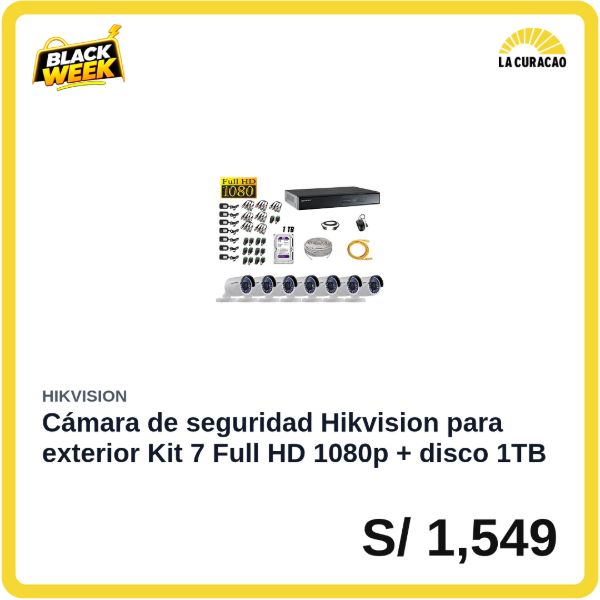 BLACK
WEEK
LA CURACAO
Full HD
1080
1 TB
HIKVISION
Cámara de seguridad Hikvision para
exterior Kit 7 Full HD 1080p + disco 1TB
S/ 1,549